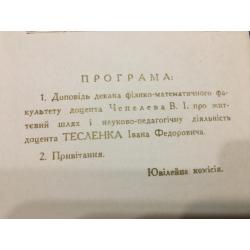 ПРОГРАМА:
1. Доповідь декана фізико-математичного фа-
культету доцента Чепелева В. І. про жит-
тєвий шлях і науково-педагогічну діяльність
доцента ТЕСЛЕНКА Івана Федоровича.
2. Привітання.
Ювілейна комісія.